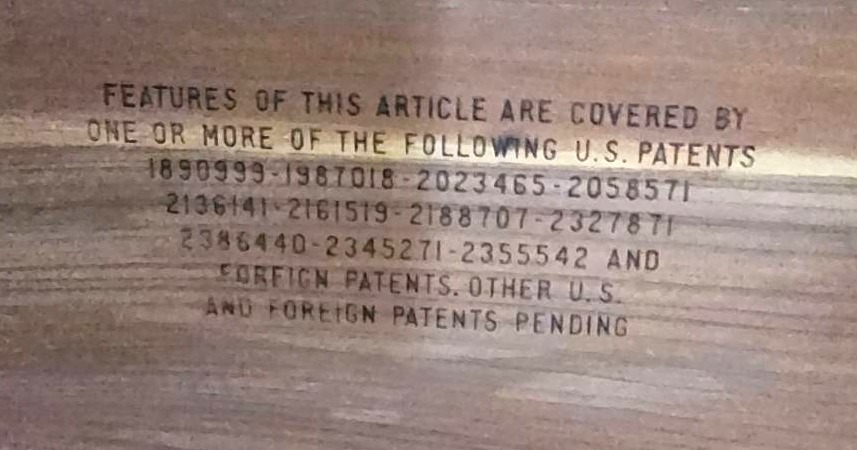 FEATURES OF THIS ARTICLE ARE COVERED BY
ONE OR MORE OF THE FOLLOWING U.S. PATENTS
1890999-1987018-2023465-2058571
2136141-2161519-2188707-2327871
2386440-2345271-2355542 AND
FOREIGN PATENTS. OTHER U.S.
AND FOREIGN PATENTS PENDING